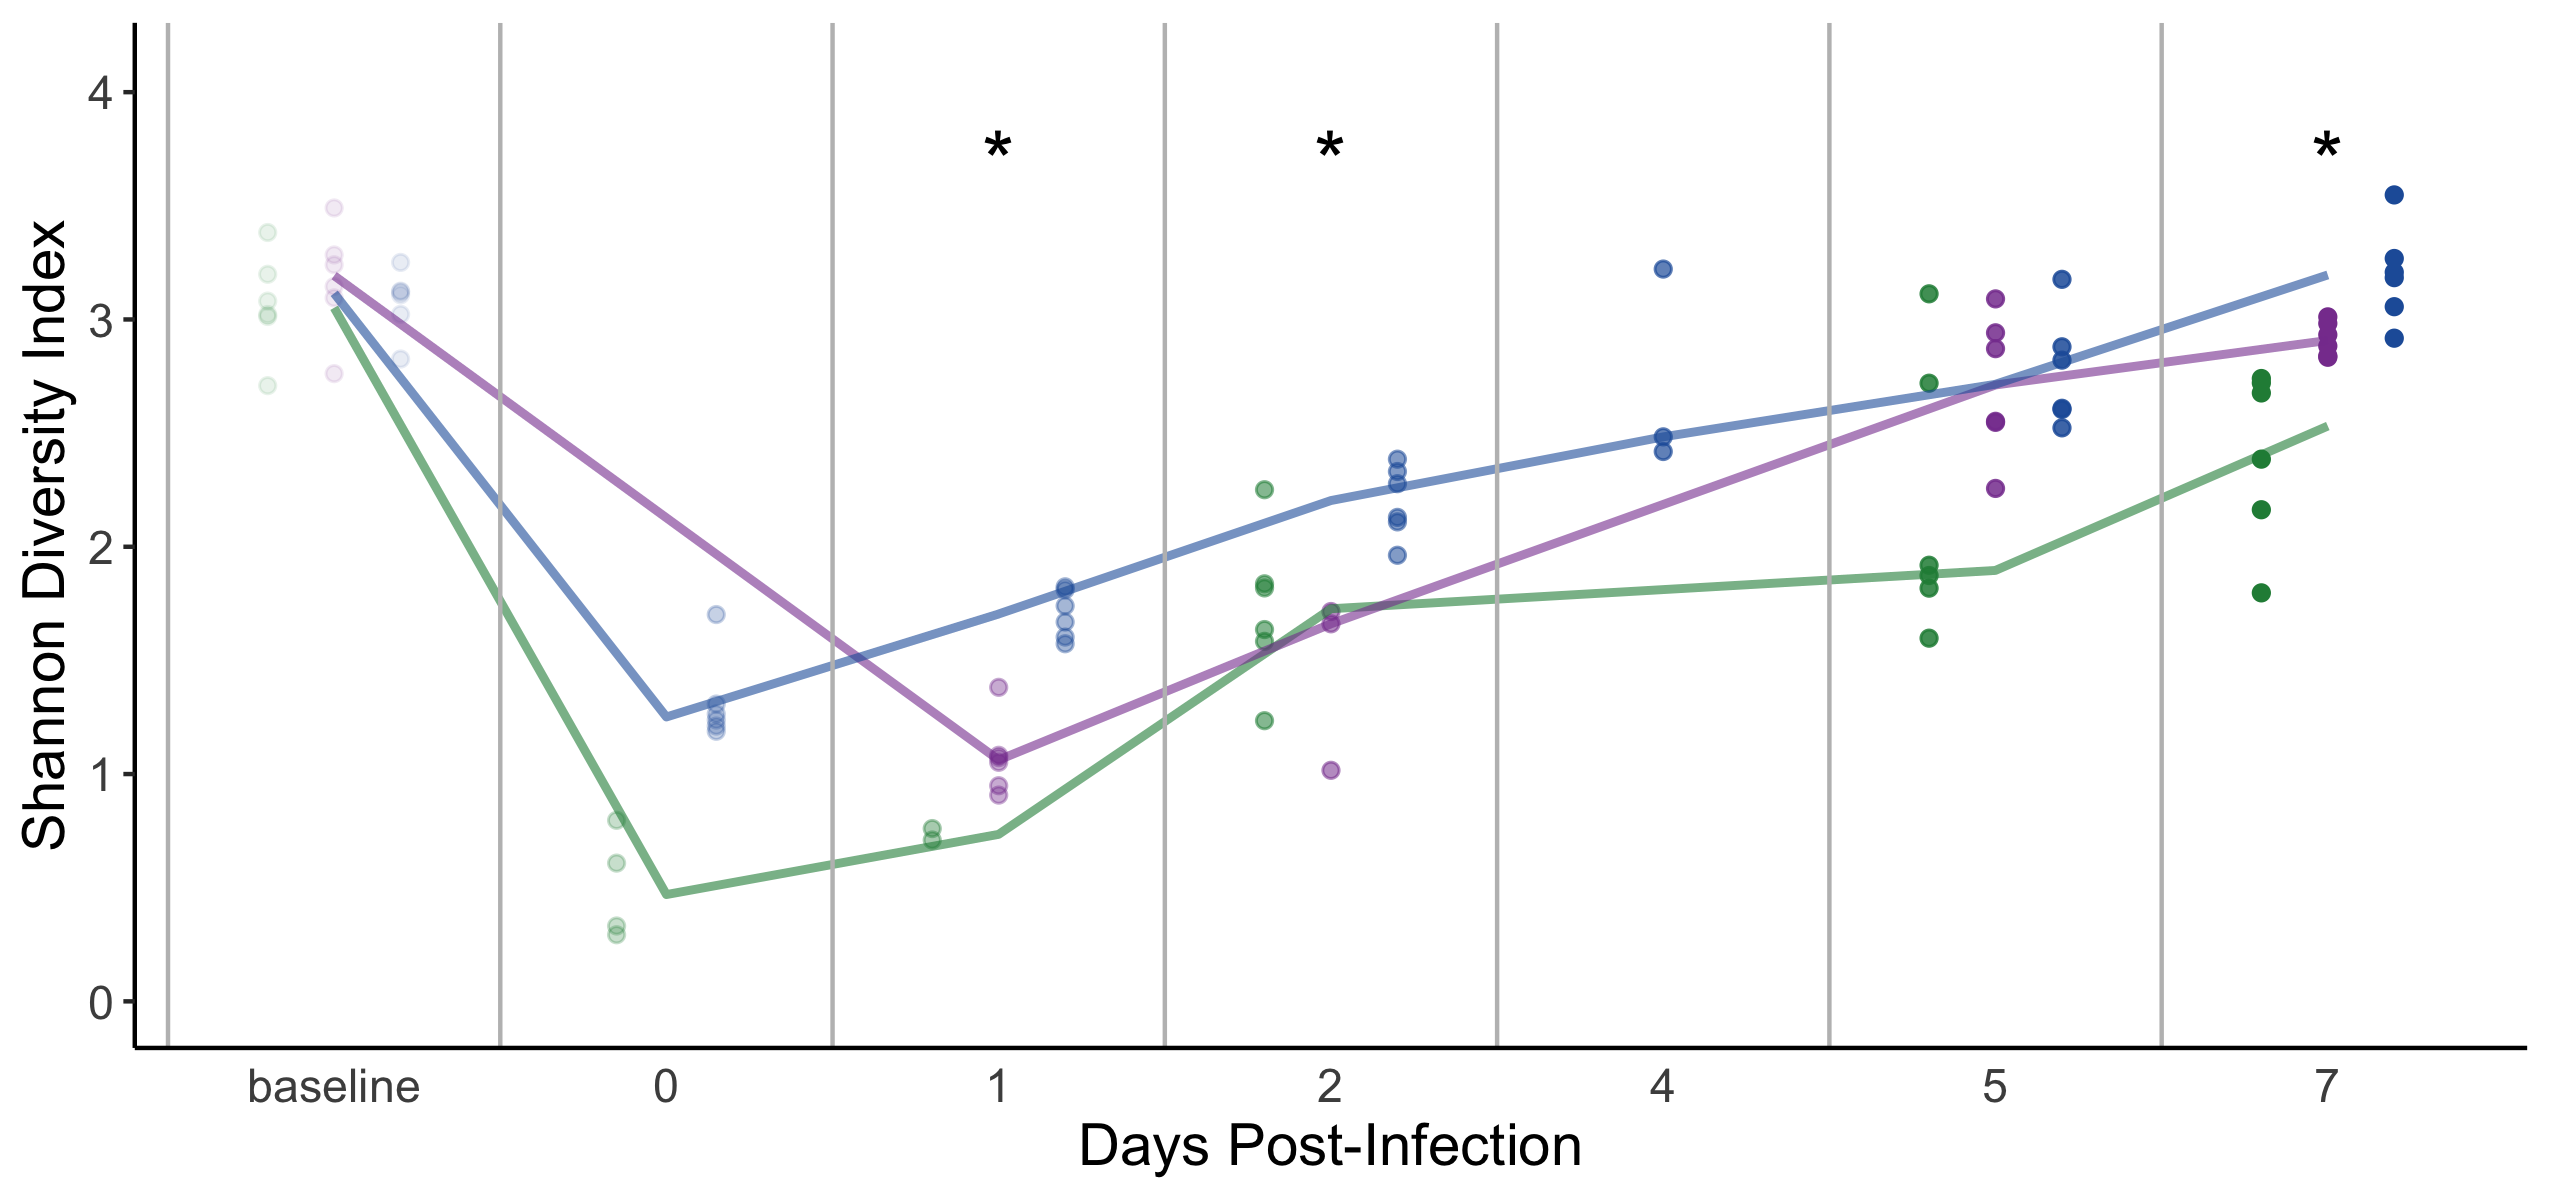 Shannon Diversity Index
4
3
2
1
0
* * *
baseline 0 1 2 4 5 7
Days Post-Infection